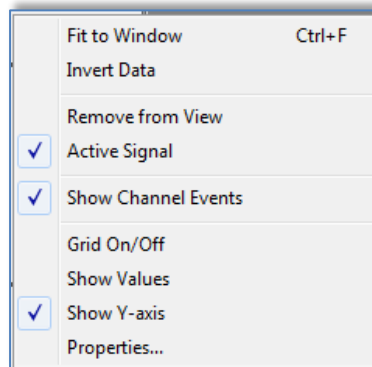 Fit to Window Ctrl+F
Invert Data
Remove from View
Active Signal
Show Channel Events
Grid On/Off
Show Values
Show Y-axis
Properties...